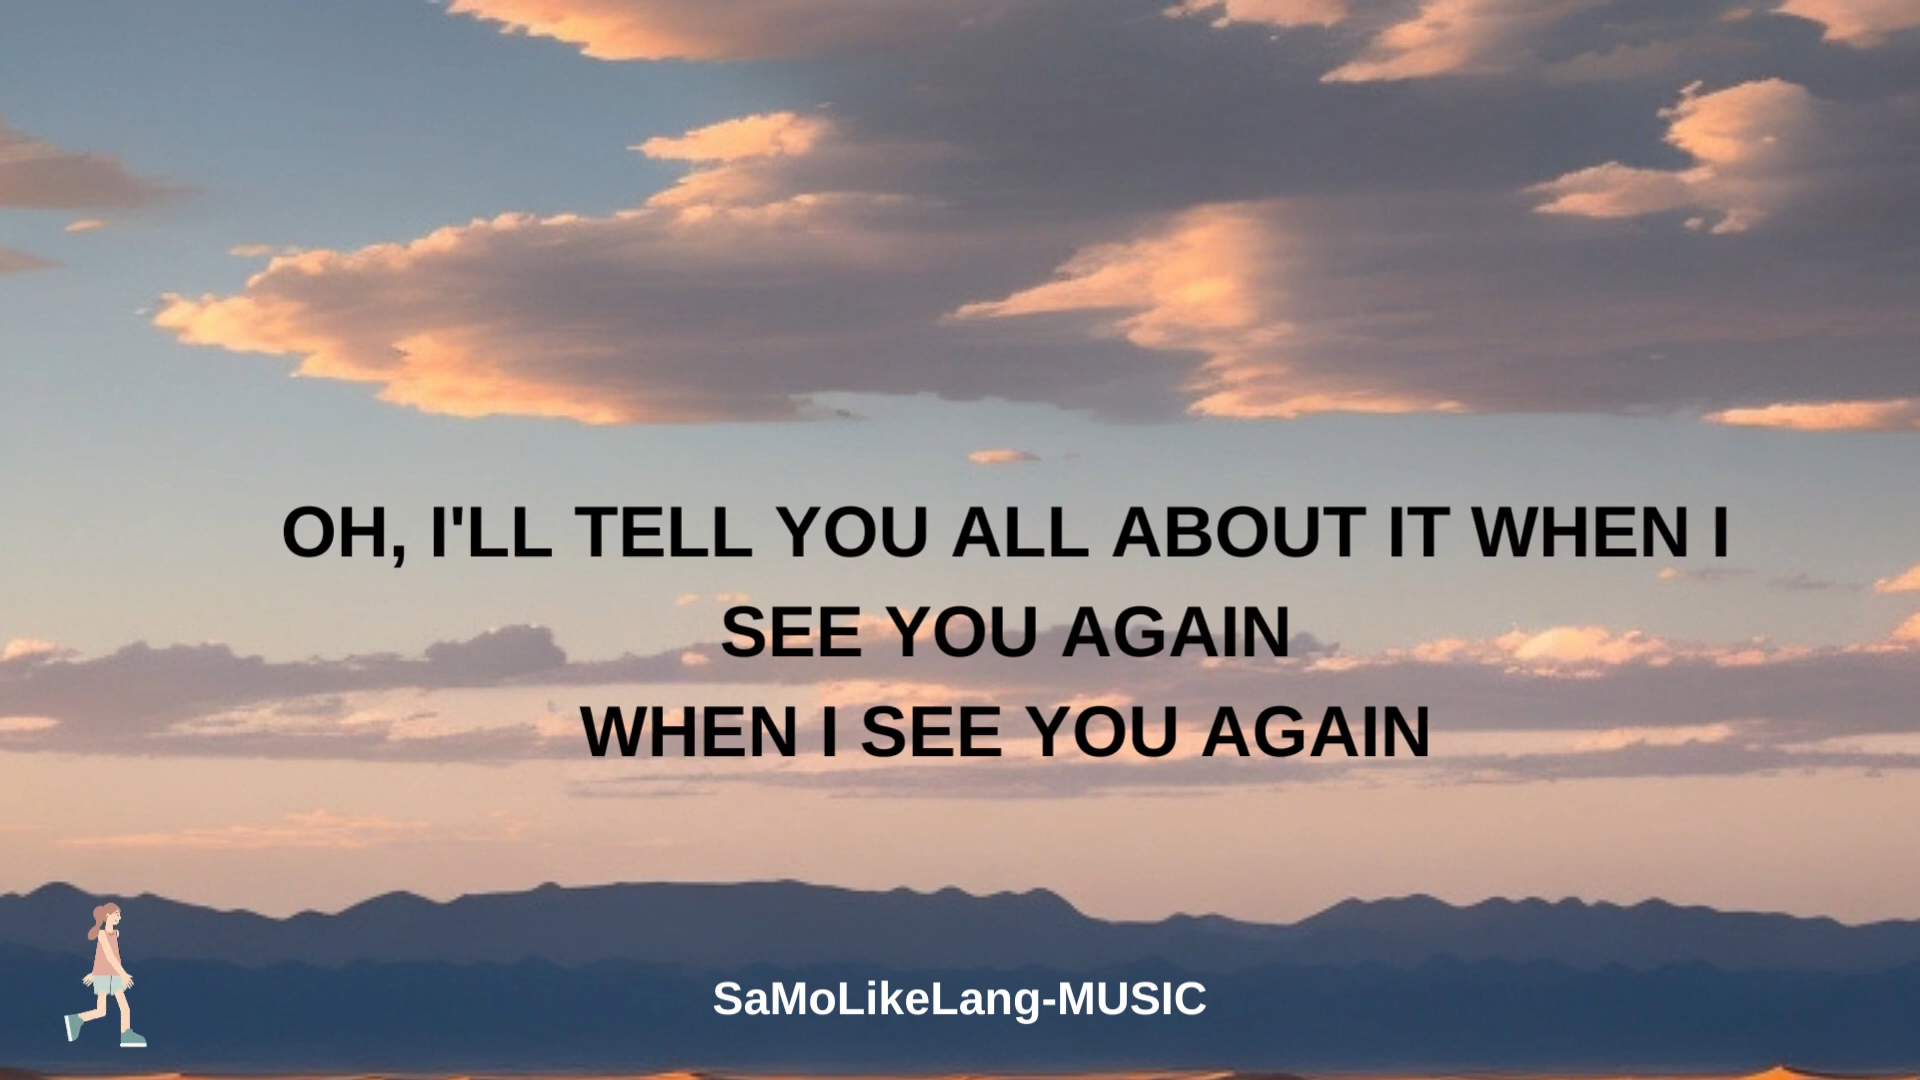 OH, I'LL TELL YOU ALL ABOUT IT WHEN I
SEE YOU AGAIN
WHEN I SEE YOU AGAIN
SaMoLikeLang-MUSIC